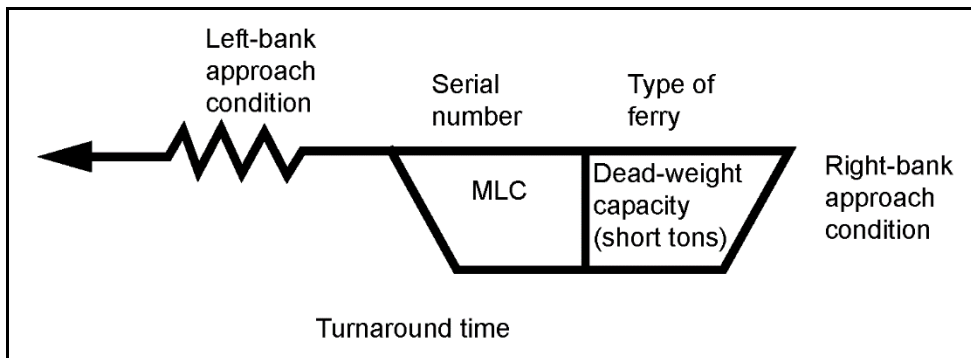 Left-bank
approach
condition
Serial
number
Type of
ferry
MLC
Dead-weight
capacity
(short tons)
Right-bank
approach
condition
Turnaround time